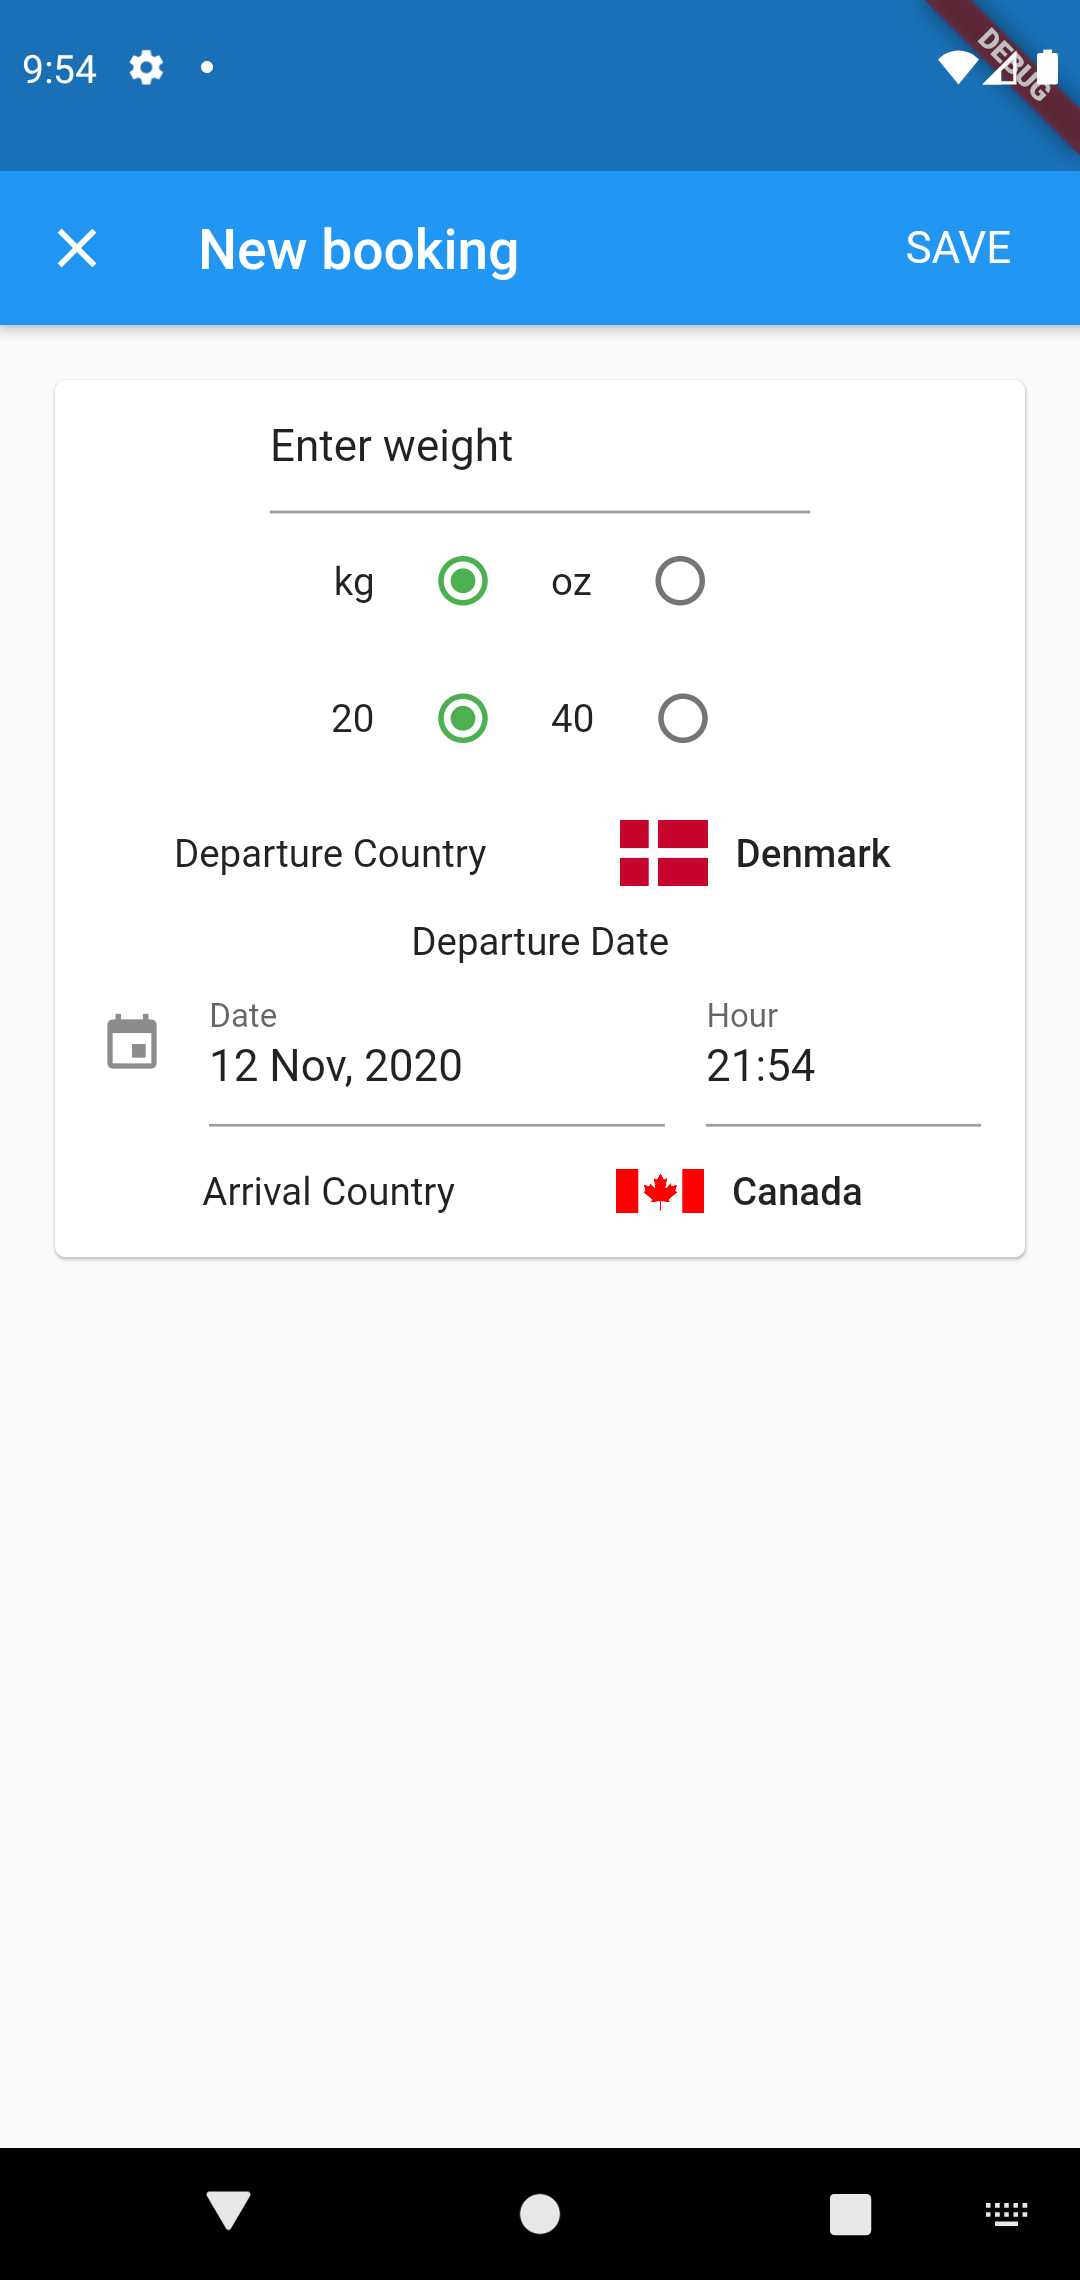 9:54
DEBUG
New booking SAVE
Enter weight
kg oz
20 40
Departure Country Denmark
Departure Date
Date Hour
12 Nov, 2020 21:54
Arrival Country Canada